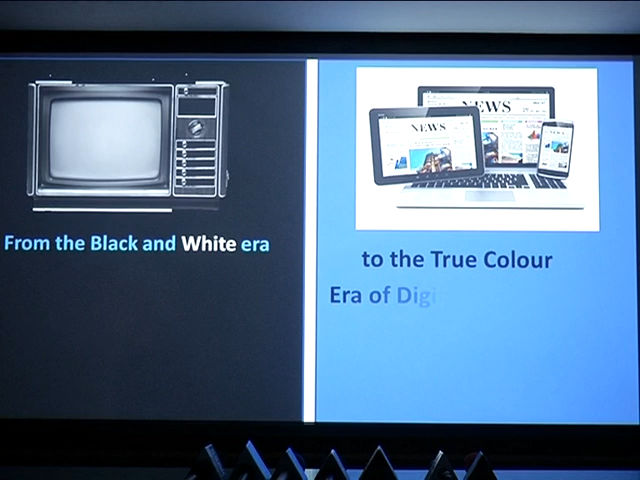 From the Black and White era
NEWS
NEWS
to the True Colour
Era of Digi